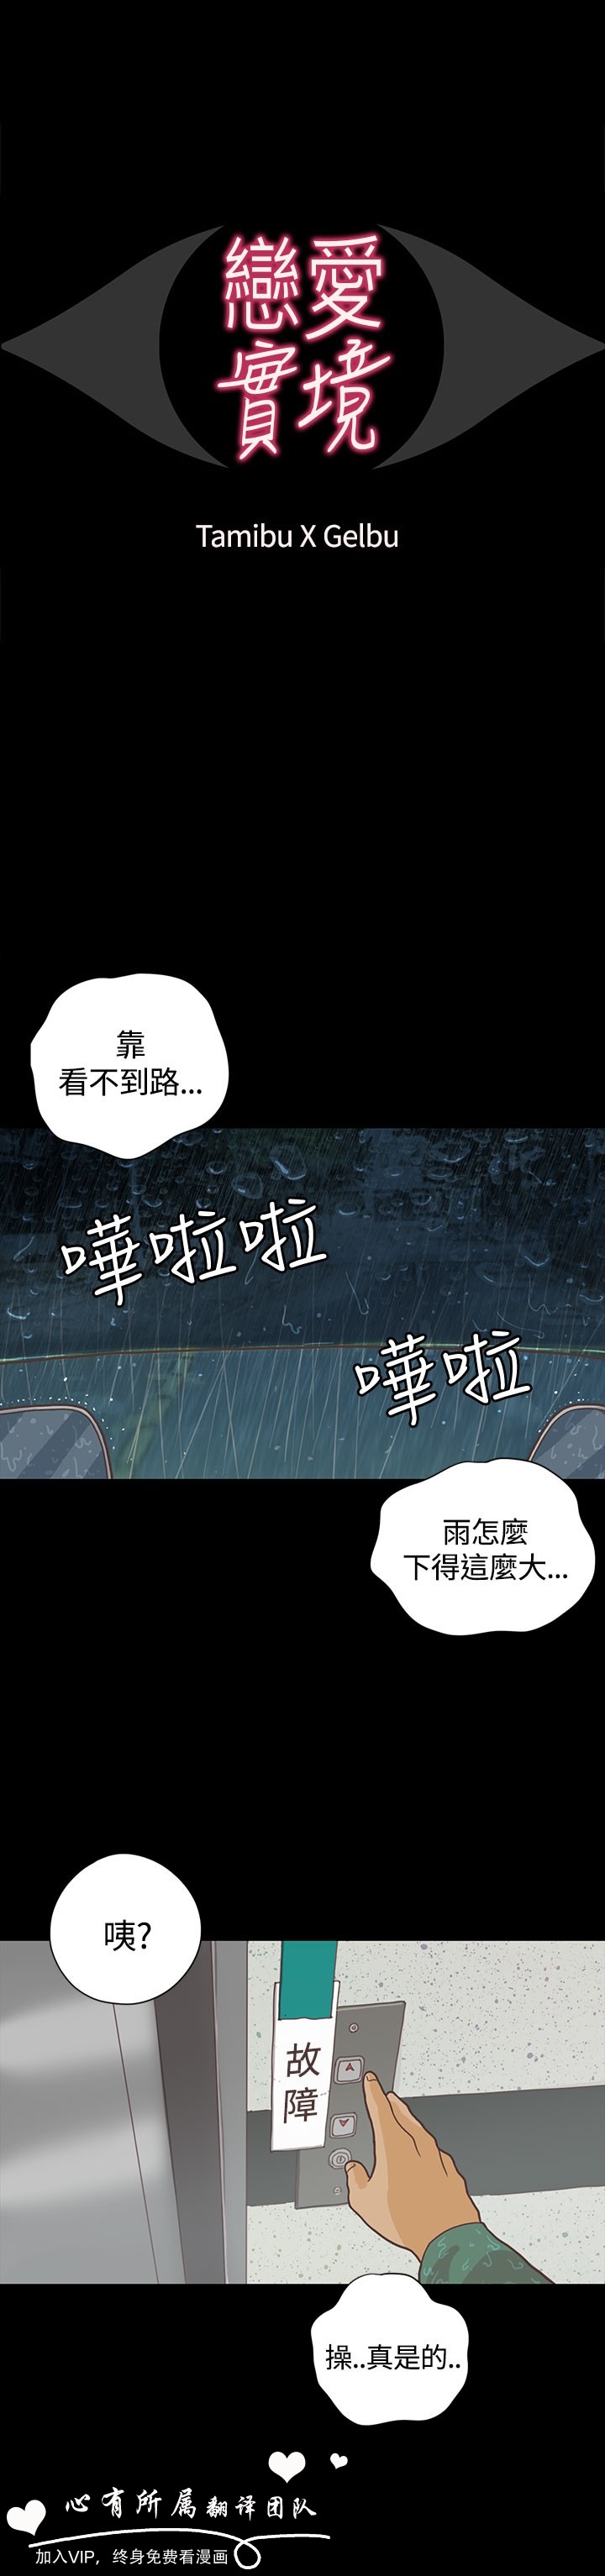 戀愛
實境
Tamibu X Gelbu
靠
看不到路...
嘩啦啦
嘩啦
雨怎麼
下得這麼大...
咦?
故
障
操..真是的..
心有所属翻译团队
加入VIP，终身免费看漫画